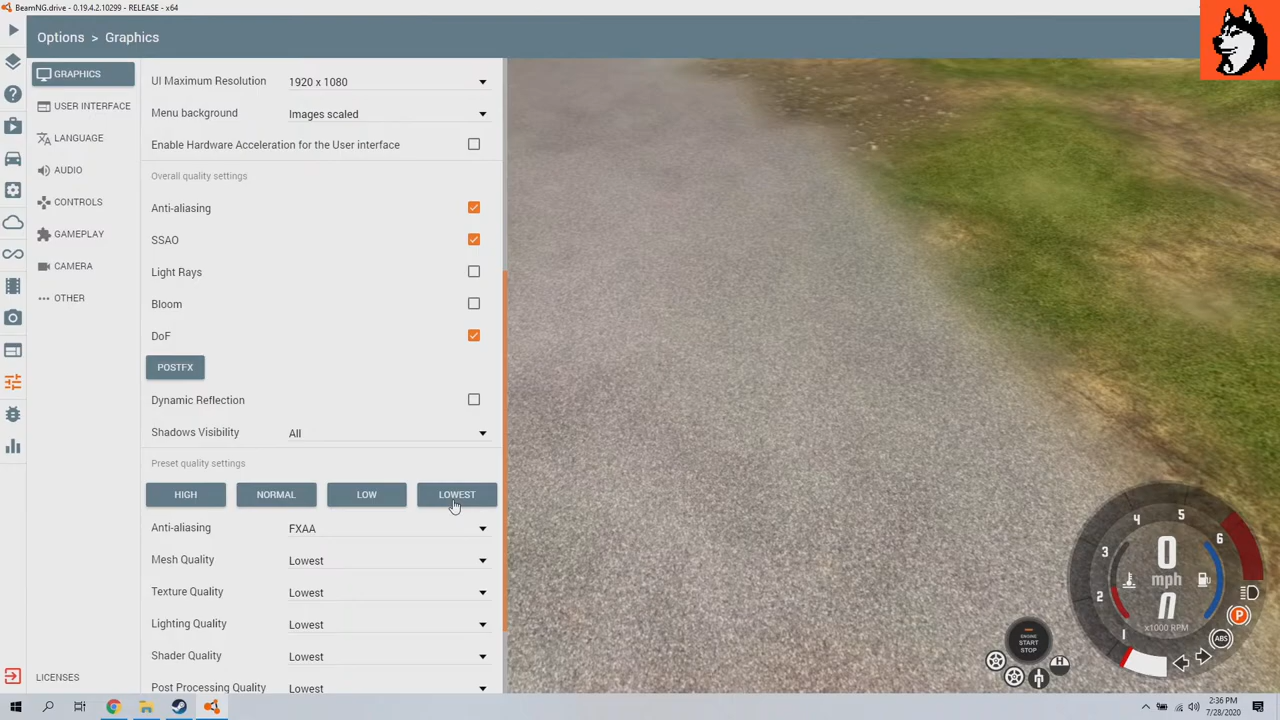 BeamNG.drive - 0.19.4.2.10299 - RELEASE - x64
Options > Graphics
GRAPHICS
USER INTERFACE
LANGUAGE
AUDIO
CONTROLS
GAMEPLAY
CAMERA
OTHER
LICENSES
UI Maximum Resolution 1920 x 1080
Menu background Images scaled
Enable Hardware Acceleration for the User interface
Overall quality settings
Anti-aliasing
SSAO
Light Rays
Bloom
DoF
POSTFX
Dynamic Reflection
Shadows Visibility All
Preset quality settings
HIGH NORMAL LOW LOWEST
Anti-aliasing FXAA
Mesh Quality Lowest
Texture Quality Lowest
Lighting Quality Lowest
Shader Quality Lowest
Post Processing Quality Lowest
1
2
3
4
5
6
0
mph
n
x1000 RPM
P
ABS
ENGINE
START
STOP
2:36 PM
7/28/2020